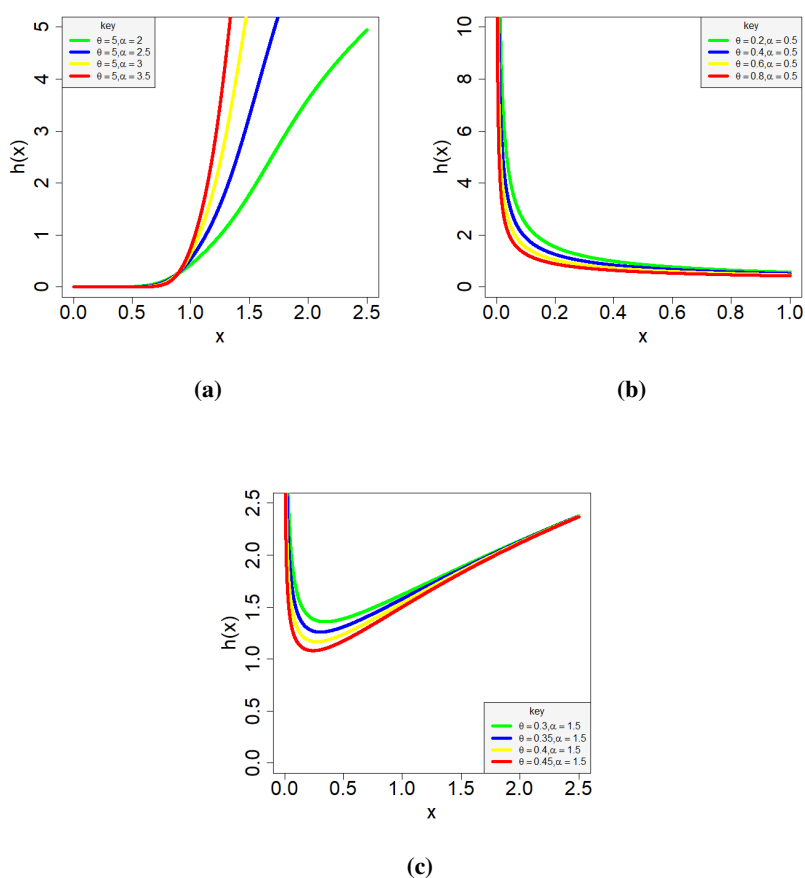 key
θ = 5,α = 2
θ = 5,α = 2.5
θ = 5,α = 3
θ = 5,α = 3.5
h(x)
5
4
3
2
1
0
0.0 0.5 1.0 1.5 2.0 2.5
x
(a)
key
θ = 0.2,α = 0.5
θ = 0.4,α = 0.5
θ = 0.6,α = 0.5
θ = 0.8,α = 0.5
h(x)
10
8
6
4
2
0
0.0 0.2 0.4 0.6 0.8 1.0
x
(b)
h(x)
2.5
2.0
1.5
1.0
0.5
0.0
key
θ = 0.3,α = 1.5
θ = 0.35,α = 1.5
θ = 0.4,α = 1.5
θ = 0.45,α = 1.5
0.0 0.5 1.0 1.5 2.0 2.5
x
(c)